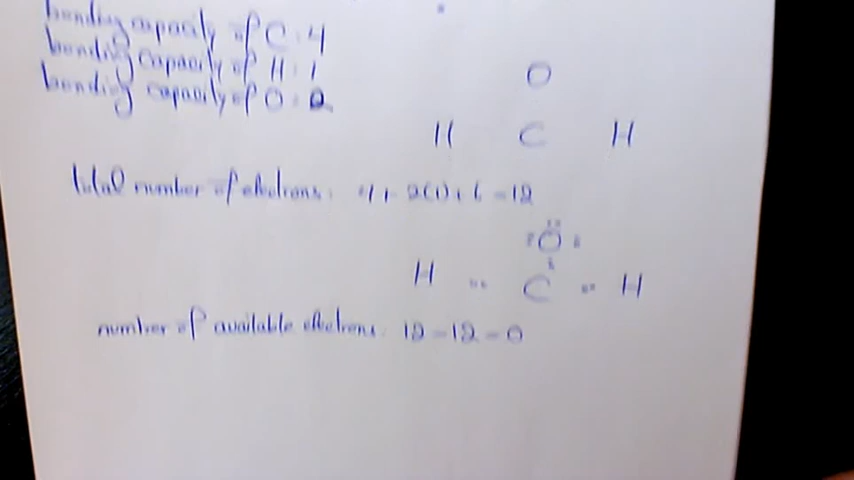 bonding capacity of C: 4
bonding capacity of H: 1
bonding capacity of O: 2
O
H C H
total number of electrons: 4 + 2(1) + 6 = 12
O
H C H
number of available electrons: 12 - 12 = 0